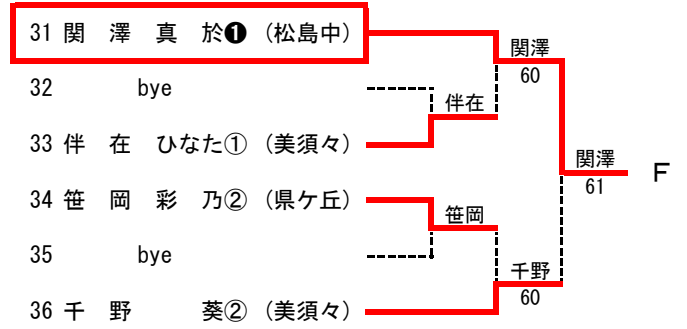 31 関 澤 真 於❶ (松島中)
関澤
60
32 bye
伴在
33 伴 在 ひなた① (美須々)
関澤
61
F
34 笹 岡 彩 乃② (県ケ丘)
笹岡
35 bye
千野
60
36 千 野 葵② (美須々)